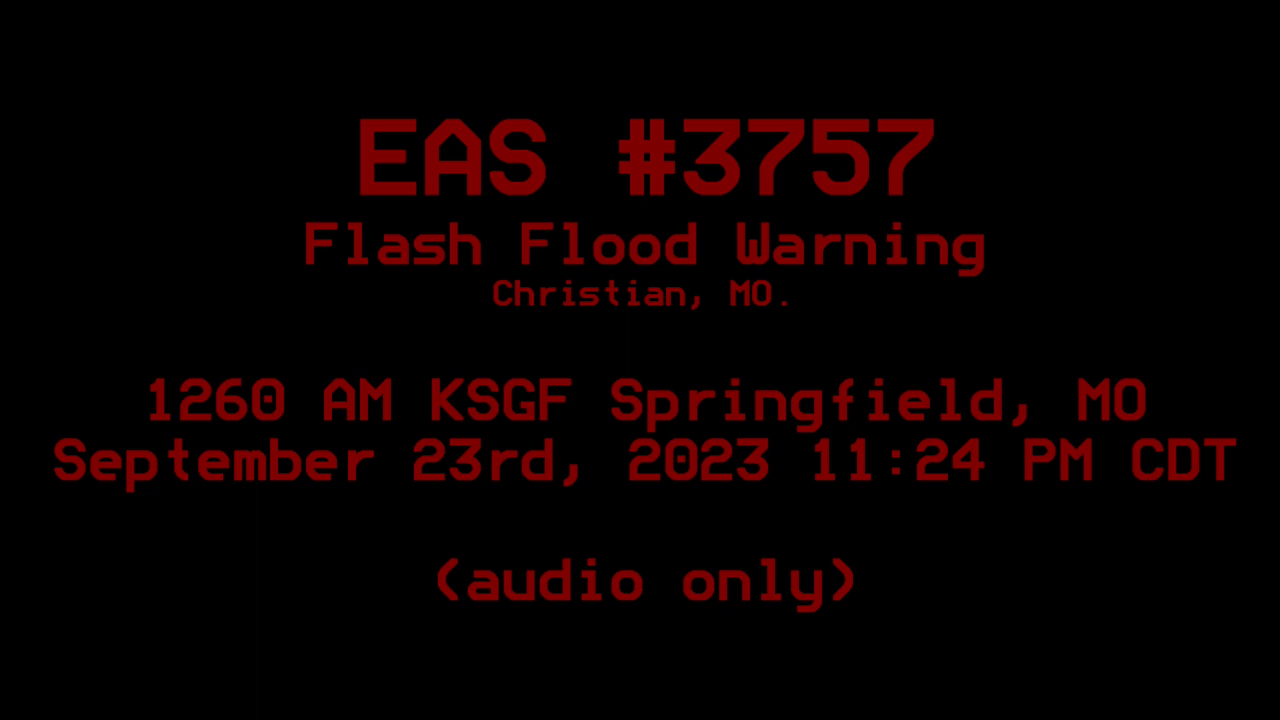 EAS #3757
Flash Flood Warning
Christian, MO.
1260 AM KSGF Springfield, MO
September 23rd, 2023 11:24 PM CDT
(audio only)